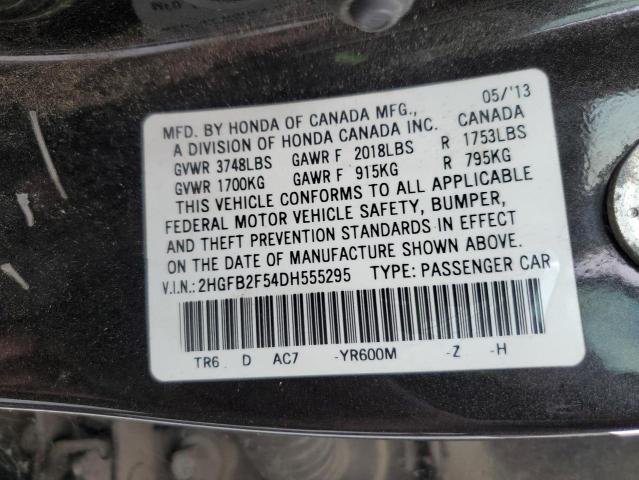 05/'13
MFD. BY HONDA OF CANADA MFG.,
A DIVISION OF HONDA CANADA INC. CANADA
GVWR 3748LBS GAWR F 2018LBS R 1753LBS
GVWR 1700KG GAWR F 915KG R 795KG
THIS VEHICLE CONFORMS TO ALL APPLICABLE
FEDERAL MOTOR VEHICLE SAFETY, BUMPER,
AND THEFT PREVENTION STANDARDS IN EFFECT
ON THE DATE OF MANUFACTURE SHOWN ABOVE.
V.I.N.: 2HGFB2F54DH555295 TYPE: PASSENGER CAR
TR6 D AC7 -YR600M -Z -H